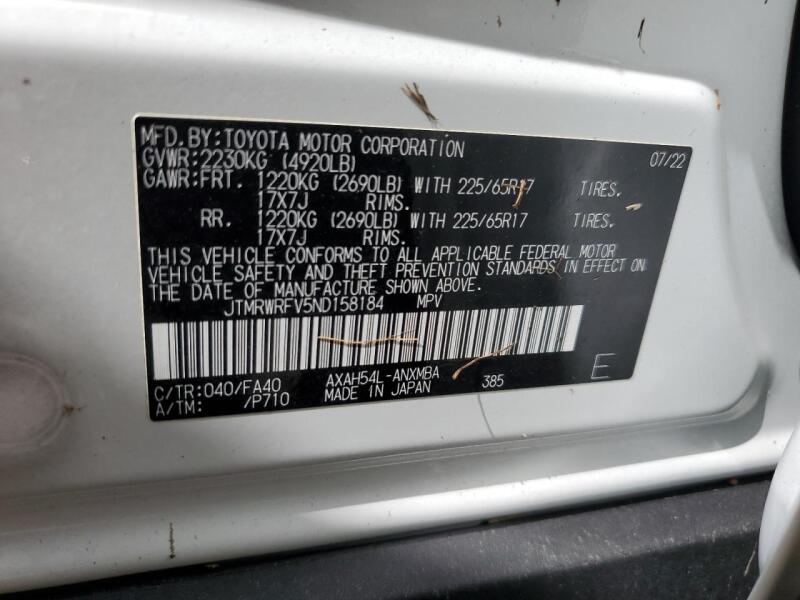 MFD.BY:TOYOTA MOTOR CORPORATION 07/22
GVWR:2230KG (4920LB)
GAWR:FRT. 1220KG (2690LB) WITH 225/65R17 TIRES.
17X7J RIMS.
RR. 1220KG (2690LB) WITH 225/65R17 TIRES.
17X7J RIMS.
THIS VEHICLE CONFORMS TO ALL APPLICABLE FEDERAL MOTOR
VEHICLE SAFETY AND THEFT PREVENTION STANDARDS IN EFFECT ON
THE DATE OF MANUFACTURE SHOWN ABOVE.
JTMRWRFV5ND158184 MPV
C/TR:040/FA40 AXAH54L-ANXMBA 385 E
A/TM: /P710 MADE IN JAPAN